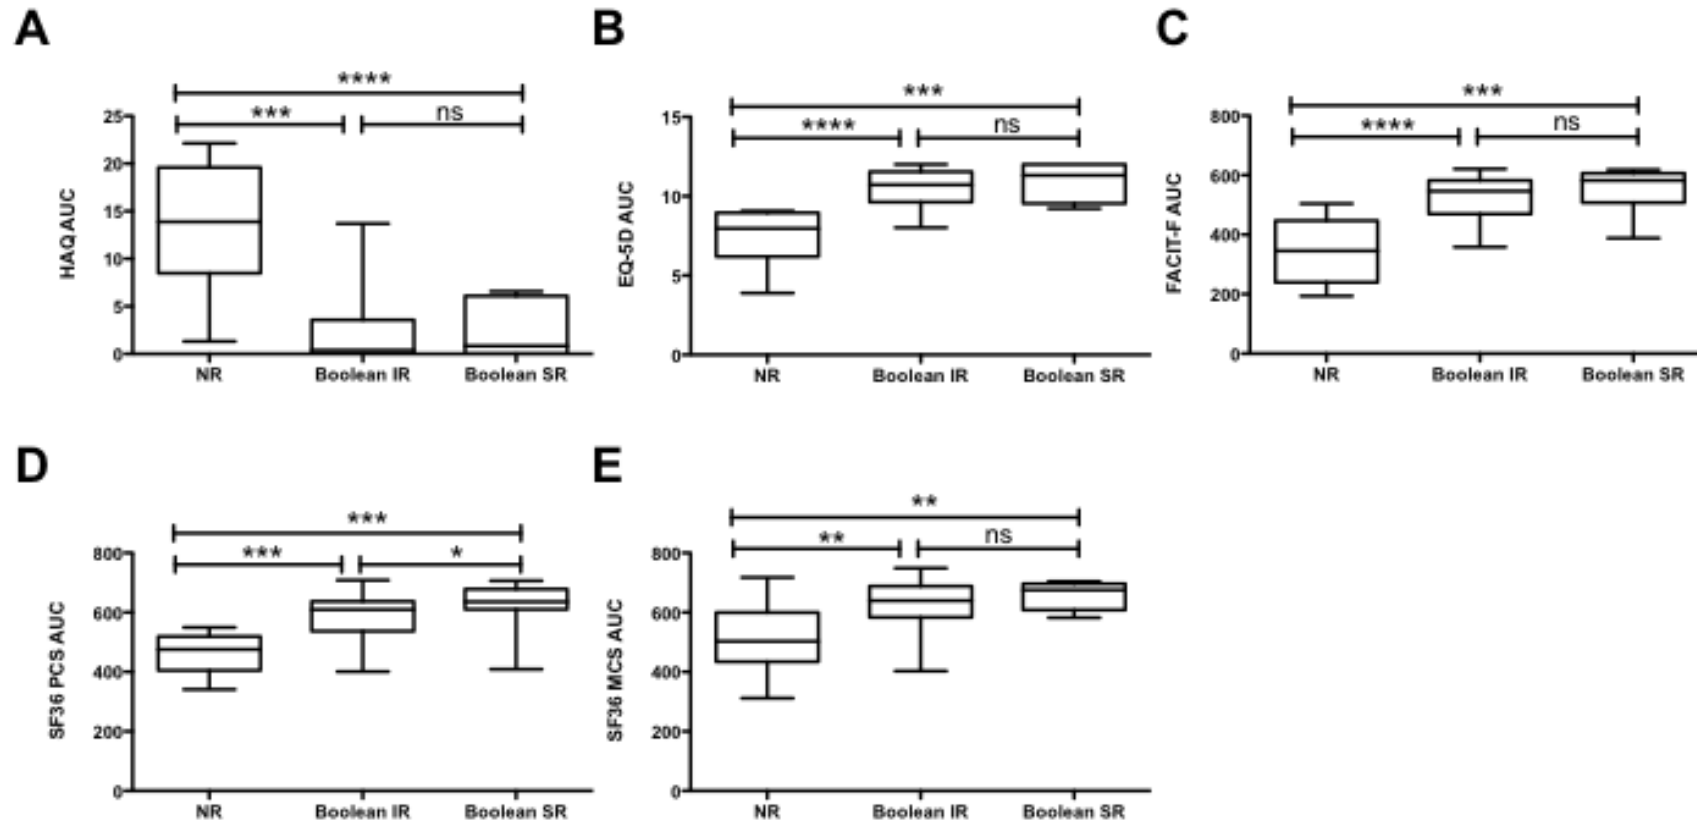 A
B
C
****
***
ns
HAQ AUC
25
20
15
10
5
0
NR
Boolean IR
Boolean SR
***
****
ns
EQ-5D AUC
15
10
5
0
NR
Boolean IR
Boolean SR
***
****
ns
FACIT-F AUC
800
600
400
200
0
NR
Boolean IR
Boolean SR
D
E
***
***
*
SF36 PCS AUC
800
600
400
200
0
NR
Boolean IR
Boolean SR
**
**
ns
SF36 MCS AUC
800
600
400
200
0
NR
Boolean IR
Boolean SR